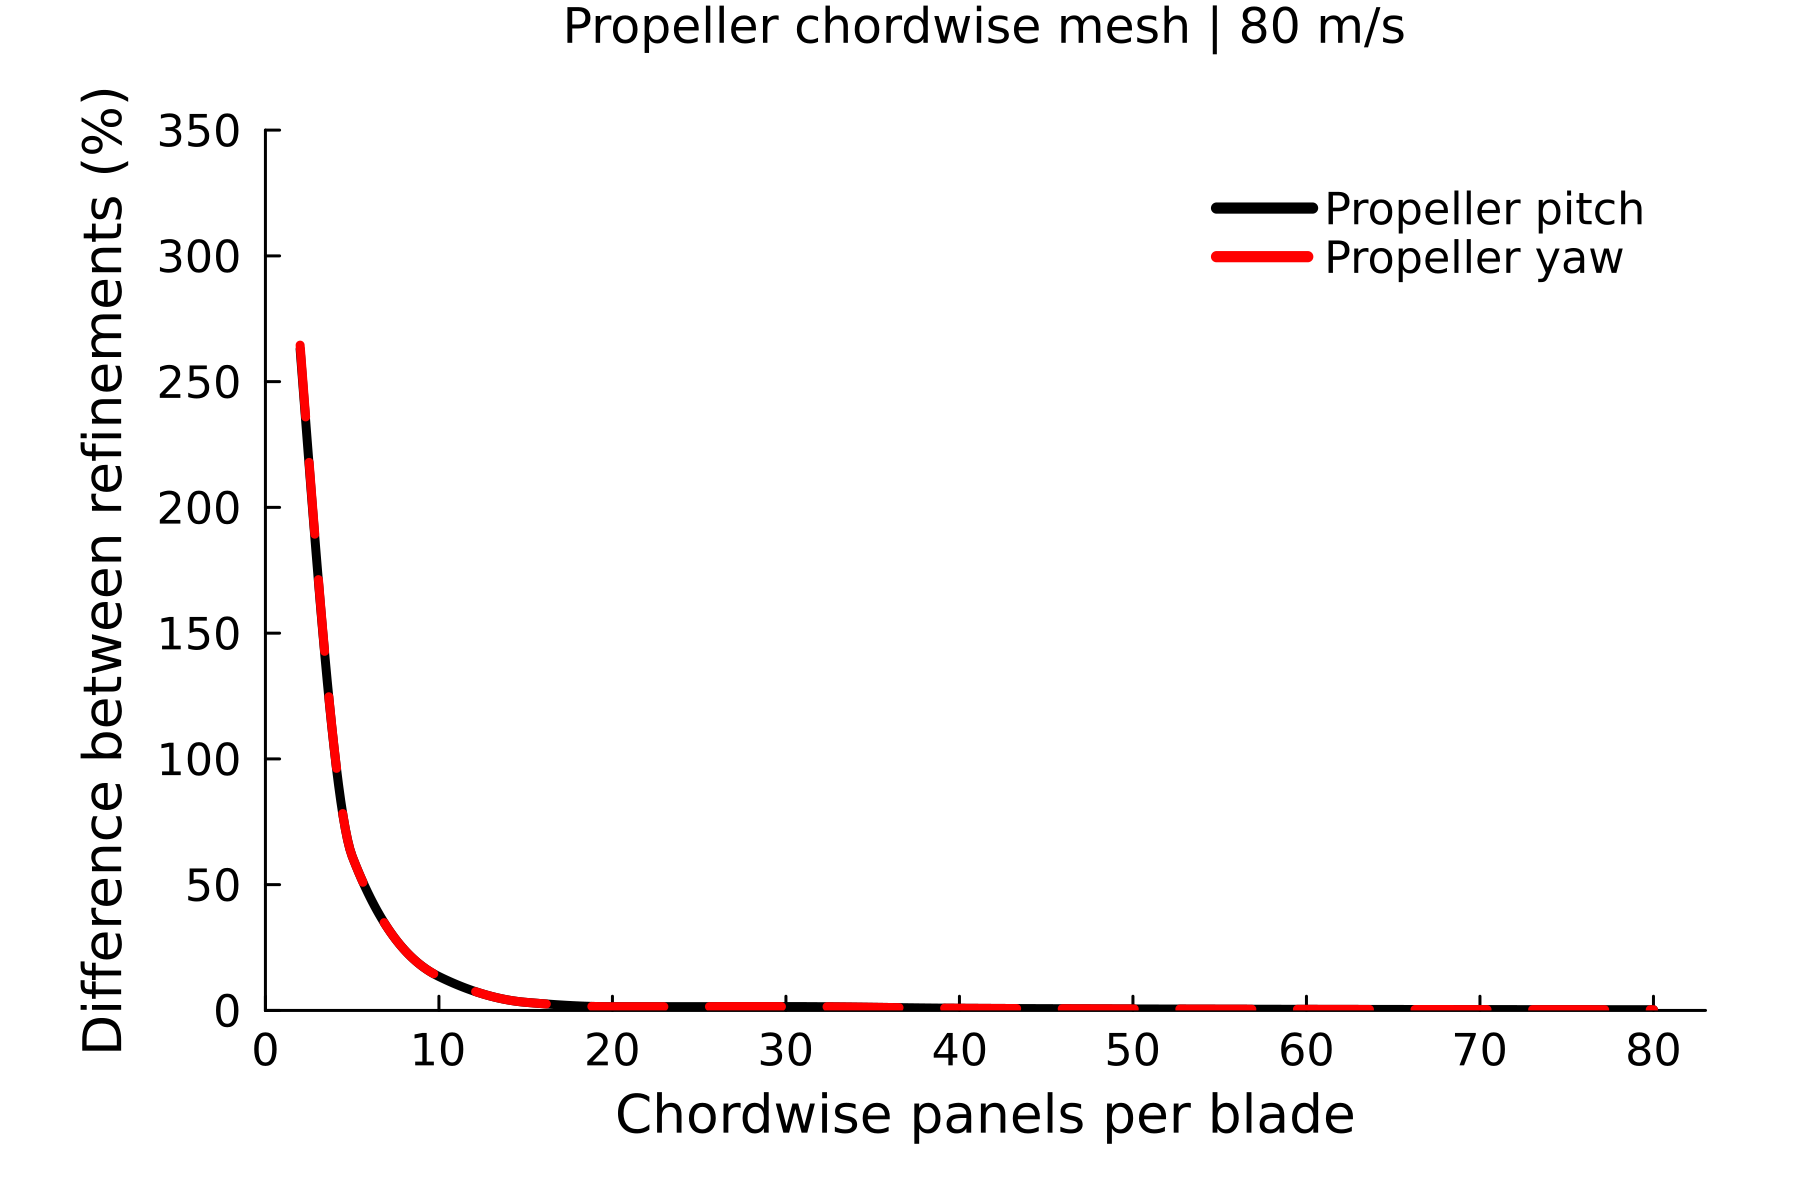 Propeller chordwise mesh | 80 m/s
Difference between refinements (%)
350
300
250
200
150
100
50
0
Propeller pitch
Propeller yaw
0 10 20 30 40 50 60 70 80
Chordwise panels per blade